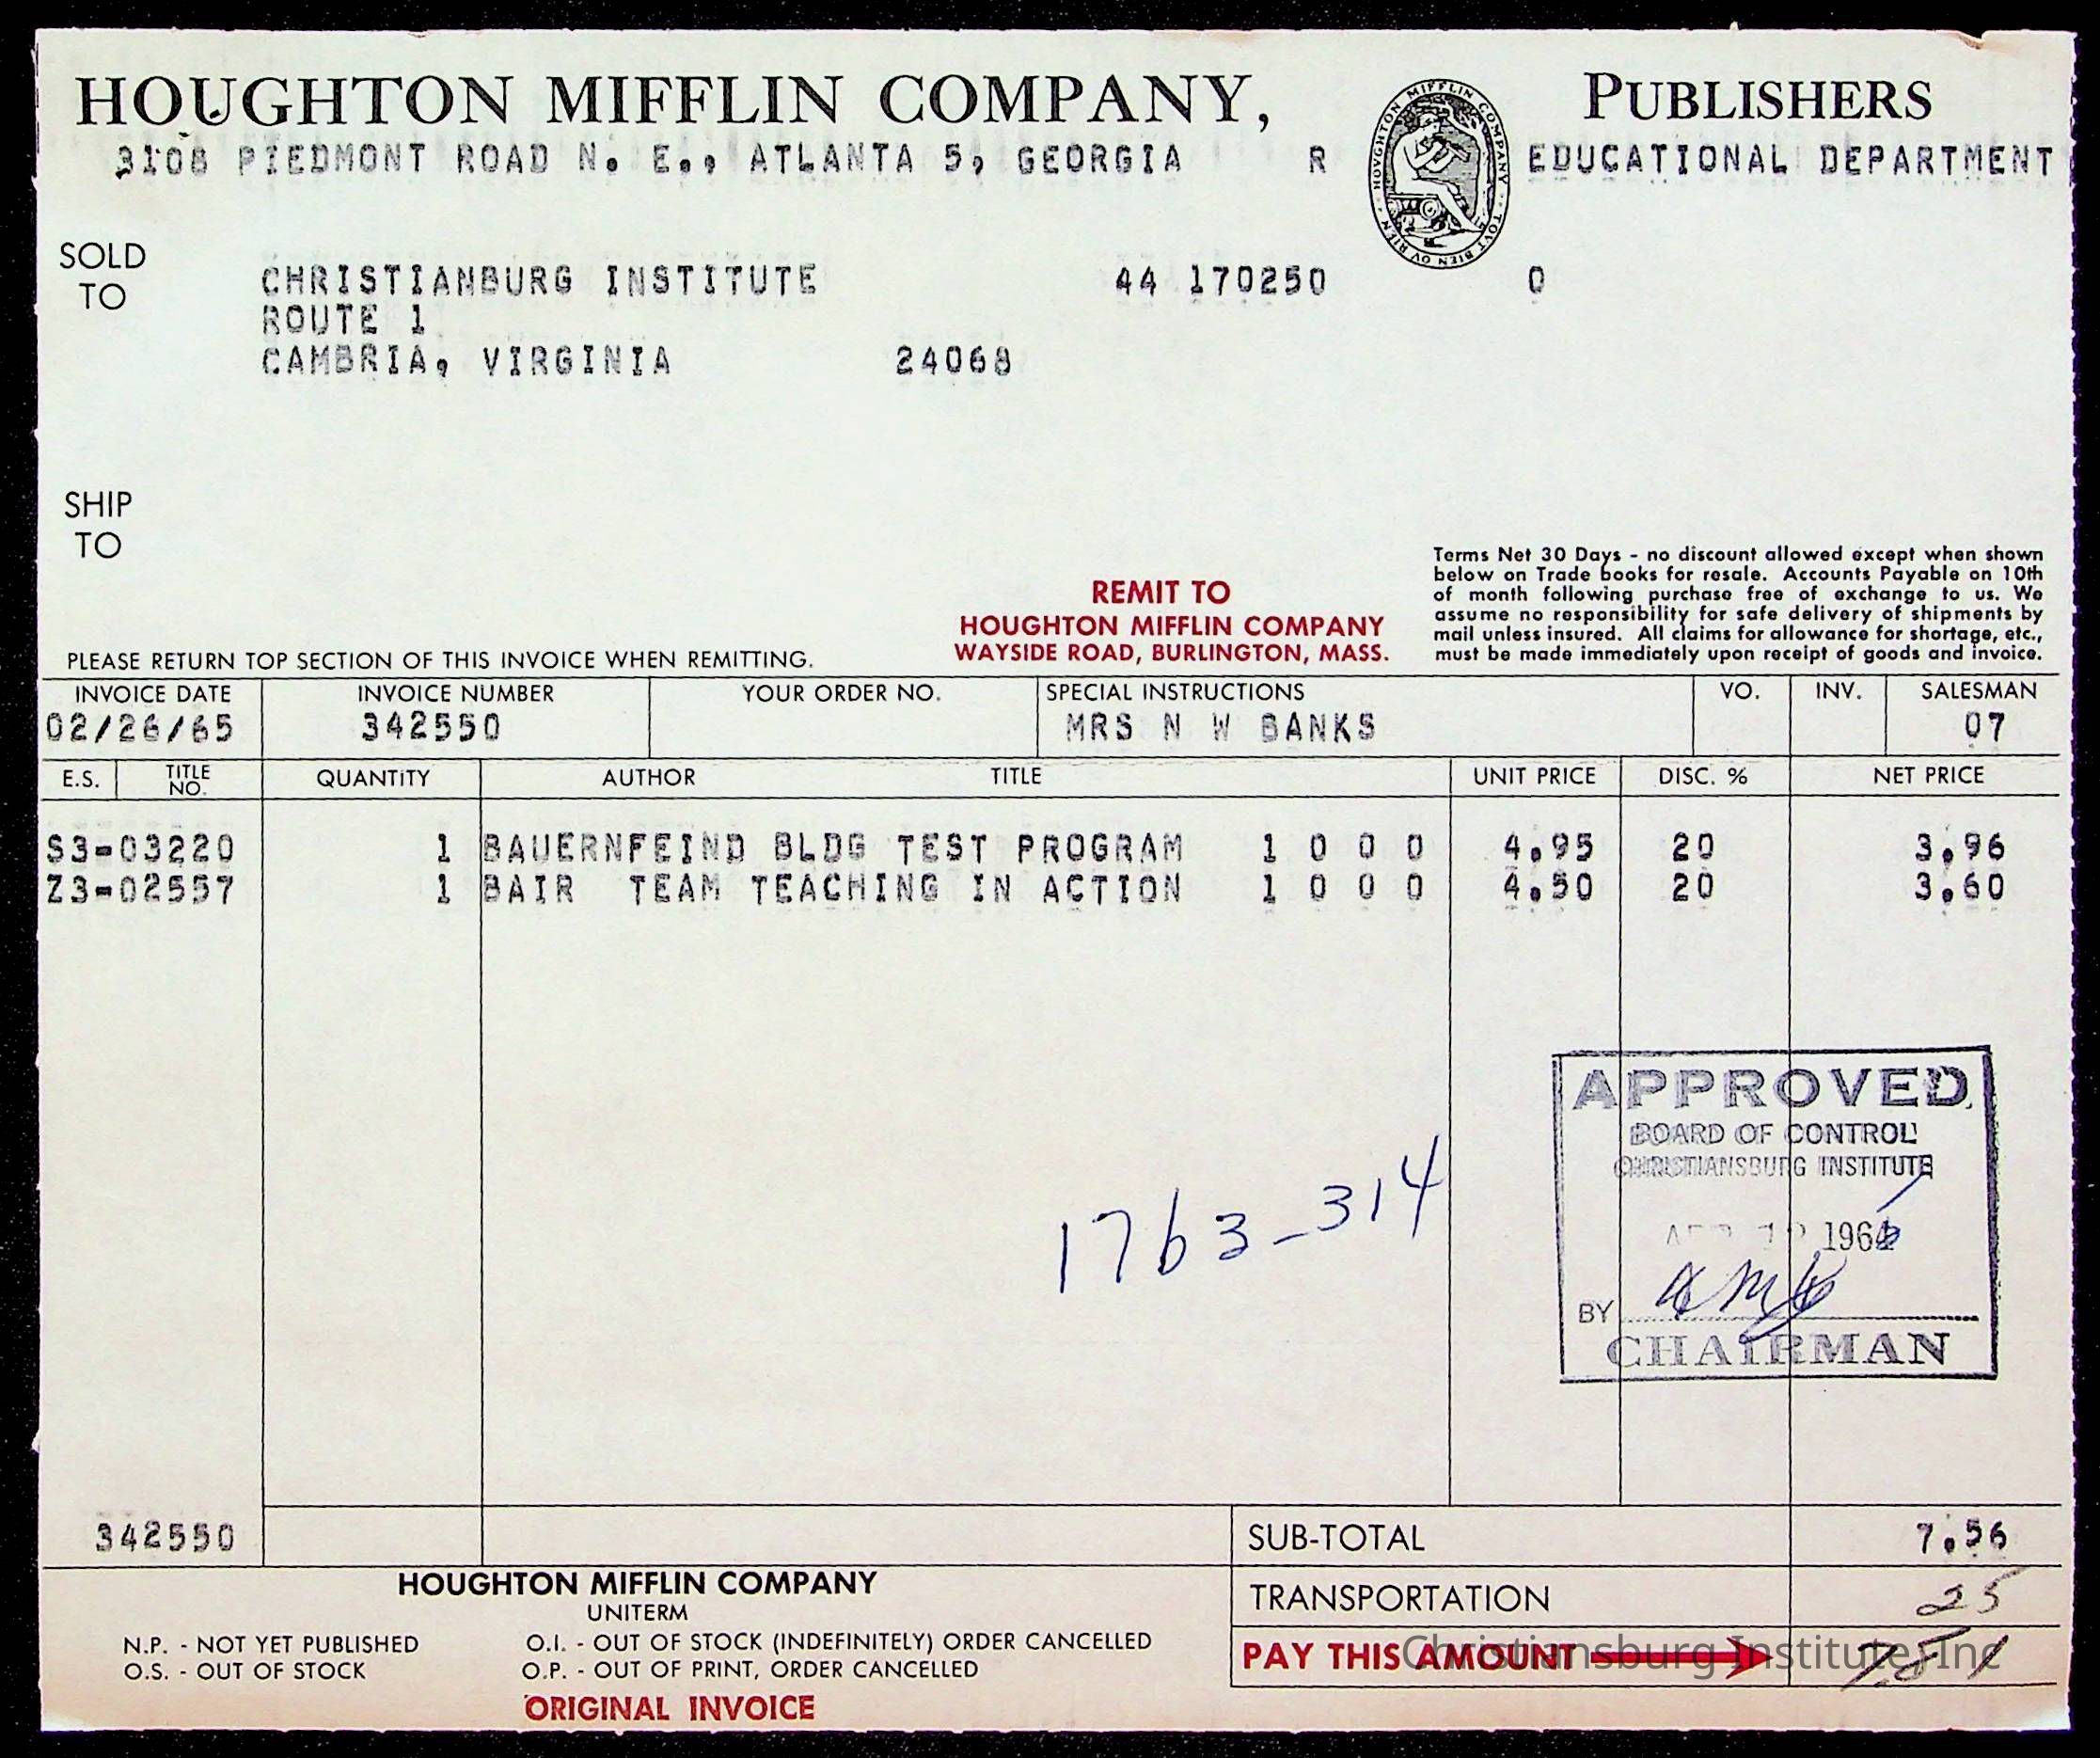 HOUGHTON MIFFLIN COMPANY, PUBLISHERS
HOUGHTON MIFFLIN COMPANY · TOVT BIEN OV RIEN ·
3108 PIEDMONT ROAD N. E., ATLANTA 5, GEORGIA R EDUCATIONAL DEPARTMENT
SOLD TO
CHRISTIANBURG INSTITUTE 44 170250 0
ROUTE 1
CAMBRIA, VIRGINIA 24068
SHIP TO
Terms Net 30 Days - no discount allowed except when shown
below on Trade books for resale. Accounts Payable on 10th
of month following purchase free of exchange to us. We
assume no responsibility for safe delivery of shipments by
mail unless insured. All claims for allowance for shortage, etc.,
must be made immediately upon receipt of goods and invoice.
REMIT TO
HOUGHTON MIFFLIN COMPANY
WAYSIDE ROAD, BURLINGTON, MASS.
PLEASE RETURN TOP SECTION OF THIS INVOICE WHEN REMITTING.
INVOICE DATE INVOICE NUMBER YOUR ORDER NO. SPECIAL INSTRUCTIONS VO. INV. SALESMAN
02/26/65 342550 MRS N W BANKS 07
E.S. TITLE NO. QUANTITY AUTHOR TITLE UNIT PRICE DISC. % NET PRICE
S3-03220 1 BAUERNFEIND BLDG TEST PROGRAM 1 0 0 0 4.95 20 3.96
Z3-02557 1 BAIR TEAM TEACHING IN ACTION 1 0 0 0 4.50 20 3.60
APPROVED
BOARD OF CONTROL
CHRISTIANSBURG INSTITUTE
1763-314
BY
CHAIRMAN
342550 SUB-TOTAL 7.56
HOUGHTON MIFFLIN COMPANY
UNITERM
TRANSPORTATION 25
N.P. - NOT YET PUBLISHED O.I. - OUT OF STOCK (INDEFINITELY) ORDER CANCELLED
O.S. - OUT OF STOCK O.P. - OUT OF PRINT, ORDER CANCELLED
PAY THIS AMOUNT
Christiansburg Institute, Inc
ORIGINAL INVOICE